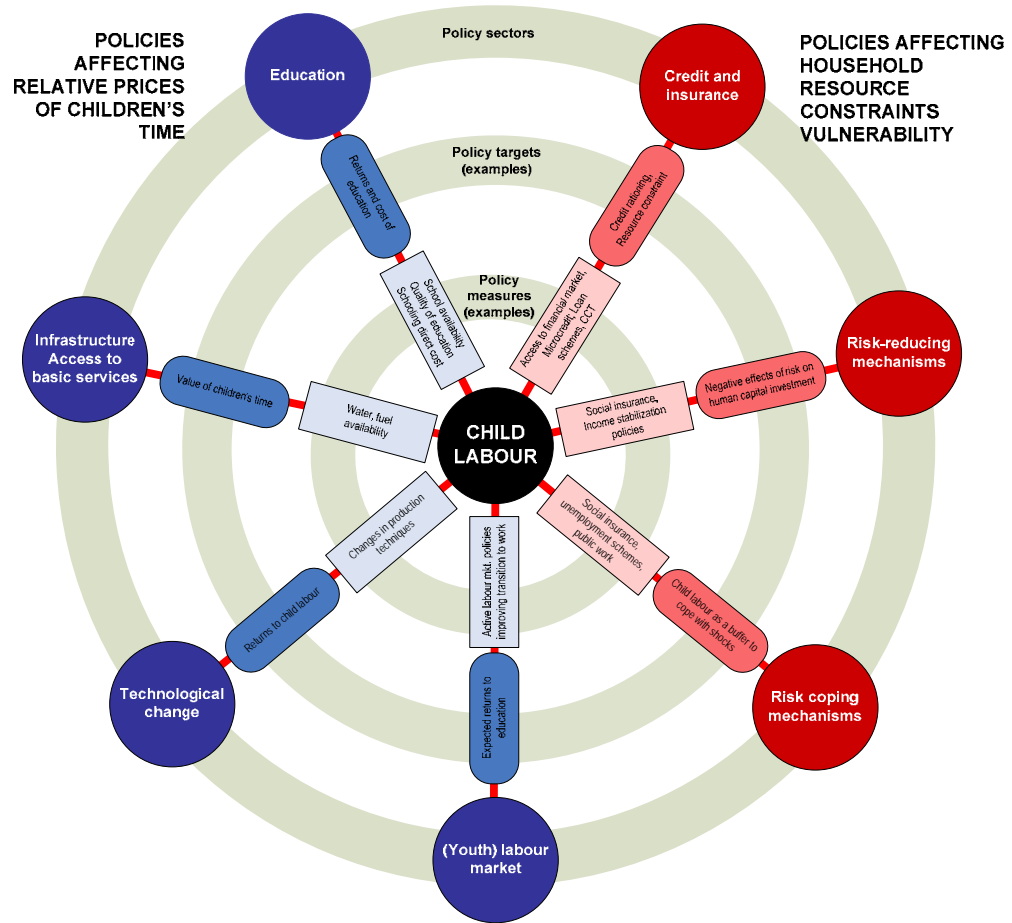 POLICIES
AFFECTING
RELATIVE PRICES
OF CHILDREN'S
TIME
Policy sectors
POLICIES AFFECTING
HOUSEHOLD
RESOURCE
CONSTRAINTS
VULNERABILITY
Education
Credit and
insurance
Policy targets
(examples)
Returns and cost of
education
Credit rationing,
Resource constraint
Policy
measures
(examples)
School availability
Quality of education
Schooling direct cost
Access to financial market,
Microcredit, Loan
schemes, CCT
Infrastructure
Access to
basic services
Value of children's time
Water, fuel
availability
CHILD
LABOUR
Social insurance,
Income stabilization
policies
Negative effects of risk on
human capital investment
Risk-reducing
mechanisms
Changes in production
techniques
Returns to child labour
Technological
change
Active labour mkt. policies
improving transition to work
Expected returns to
education
(Youth) labour
market
Social insurance,
unemployment schemes,
public work
Child labour as a buffer to
cope with shocks
Risk coping
mechanisms